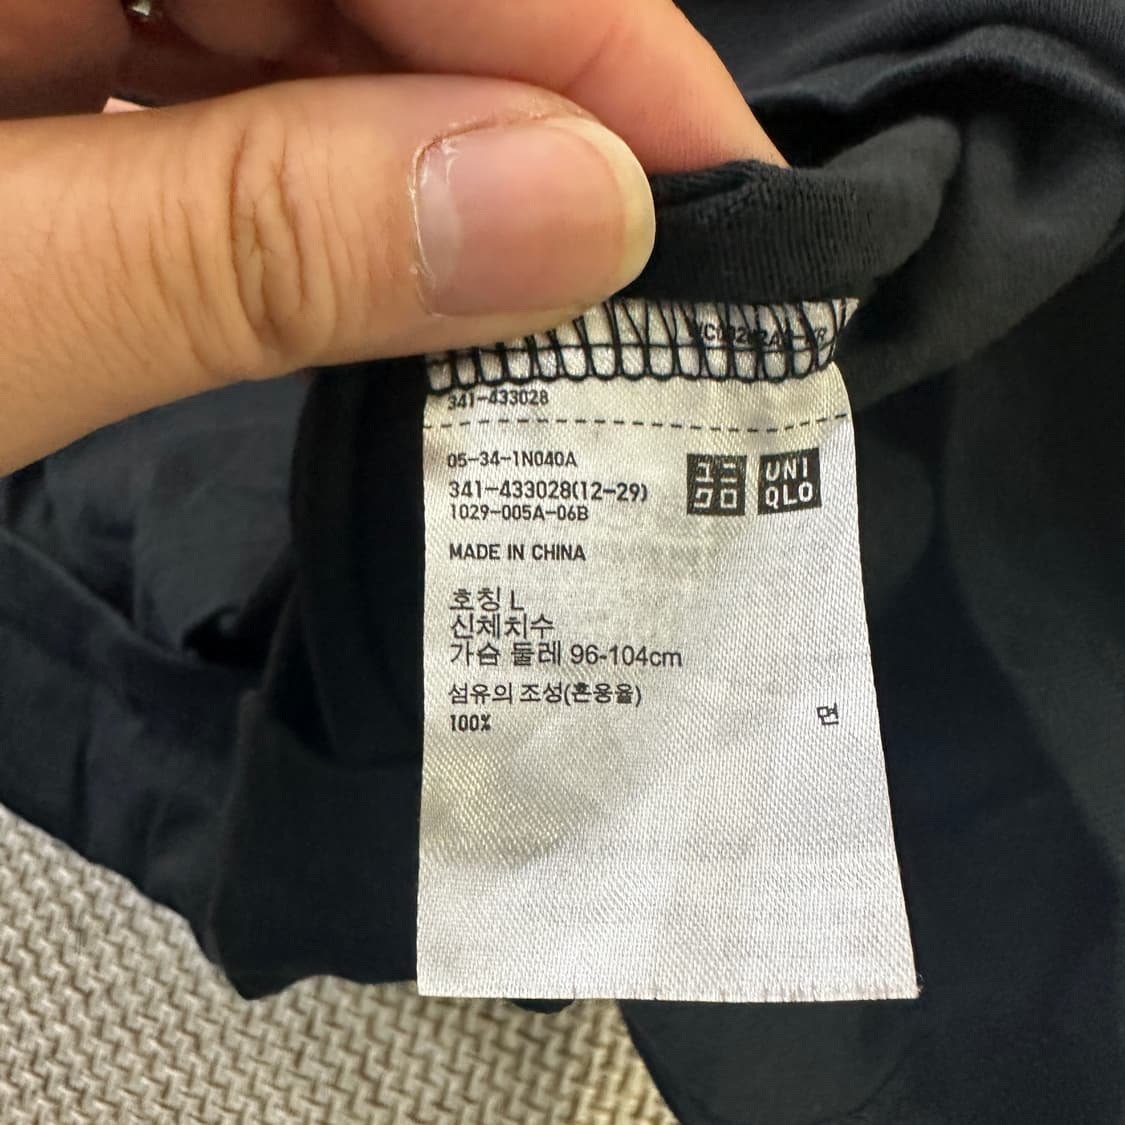 341-433028
05-34-1N040A
341-433028(12-29)
1029-005A-06B
ユニ
クロ
UNI
QLO
MADE IN CHINA
호칭 L
신체치수
가슴 둘레 96-104cm
섬유의 조성(혼용율)
100% 면